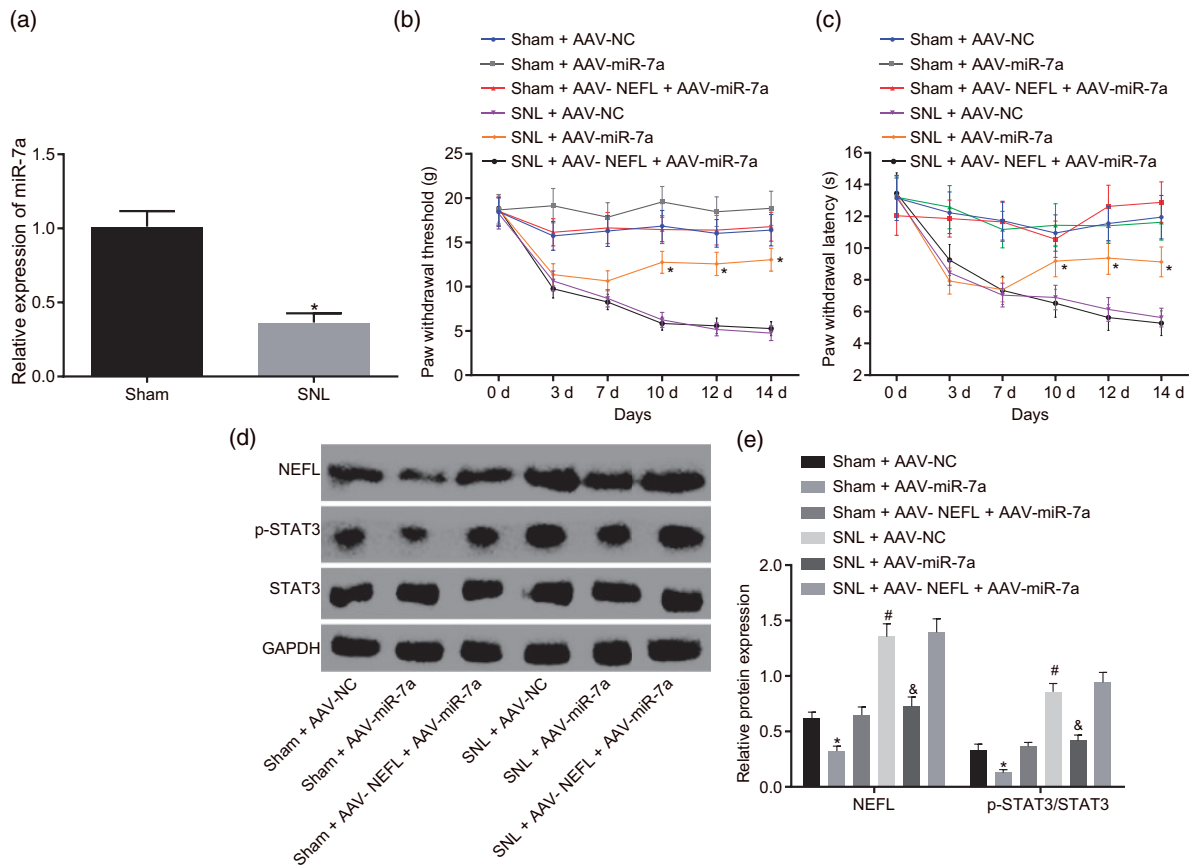 (a)
Relative expression of miR-7a
1.5
1.0
0.5
0.0
*
Sham
SNL
(b)
Sham + AAV-NC
Sham + AAV-miR-7a
Sham + AAV- NEFL + AAV-miR-7a
SNL + AAV-NC
SNL + AAV-miR-7a
SNL + AAV- NEFL + AAV-miR-7a
Paw withdrawal threshold (g)
25
20
15
10
5
0
* * *
0 d 3 d 7 d 10 d 12 d 14 d
Days
(c)
Sham + AAV-NC
Sham + AAV-miR-7a
Sham + AAV- NEFL + AAV-miR-7a
SNL + AAV-NC
SNL + AAV-miR-7a
SNL + AAV- NEFL + AAV-miR-7a
Paw withdrawal latency (s)
16
14
12
10
8
6
4
2
* * *
0 d 3 d 7 d 10 d 12 d 14 d
Days
(d)
NEFL
p-STAT3
STAT3
GAPDH
Sham + AAV-NC
Sham + AAV-miR-7a
Sham + AAV- NEFL + AAV-miR-7a
SNL + AAV-NC
SNL + AAV-miR-7a
SNL + AAV- NEFL + AAV-miR-7a
(e)
Sham + AAV-NC
Sham + AAV-miR-7a
Sham + AAV- NEFL + AAV-miR-7a
SNL + AAV-NC
SNL + AAV-miR-7a
SNL + AAV- NEFL + AAV-miR-7a
Relative protein expression
2.0
1.5
1.0
0.5
0.0
* # & * # &
NEFL
p-STAT3/STAT3